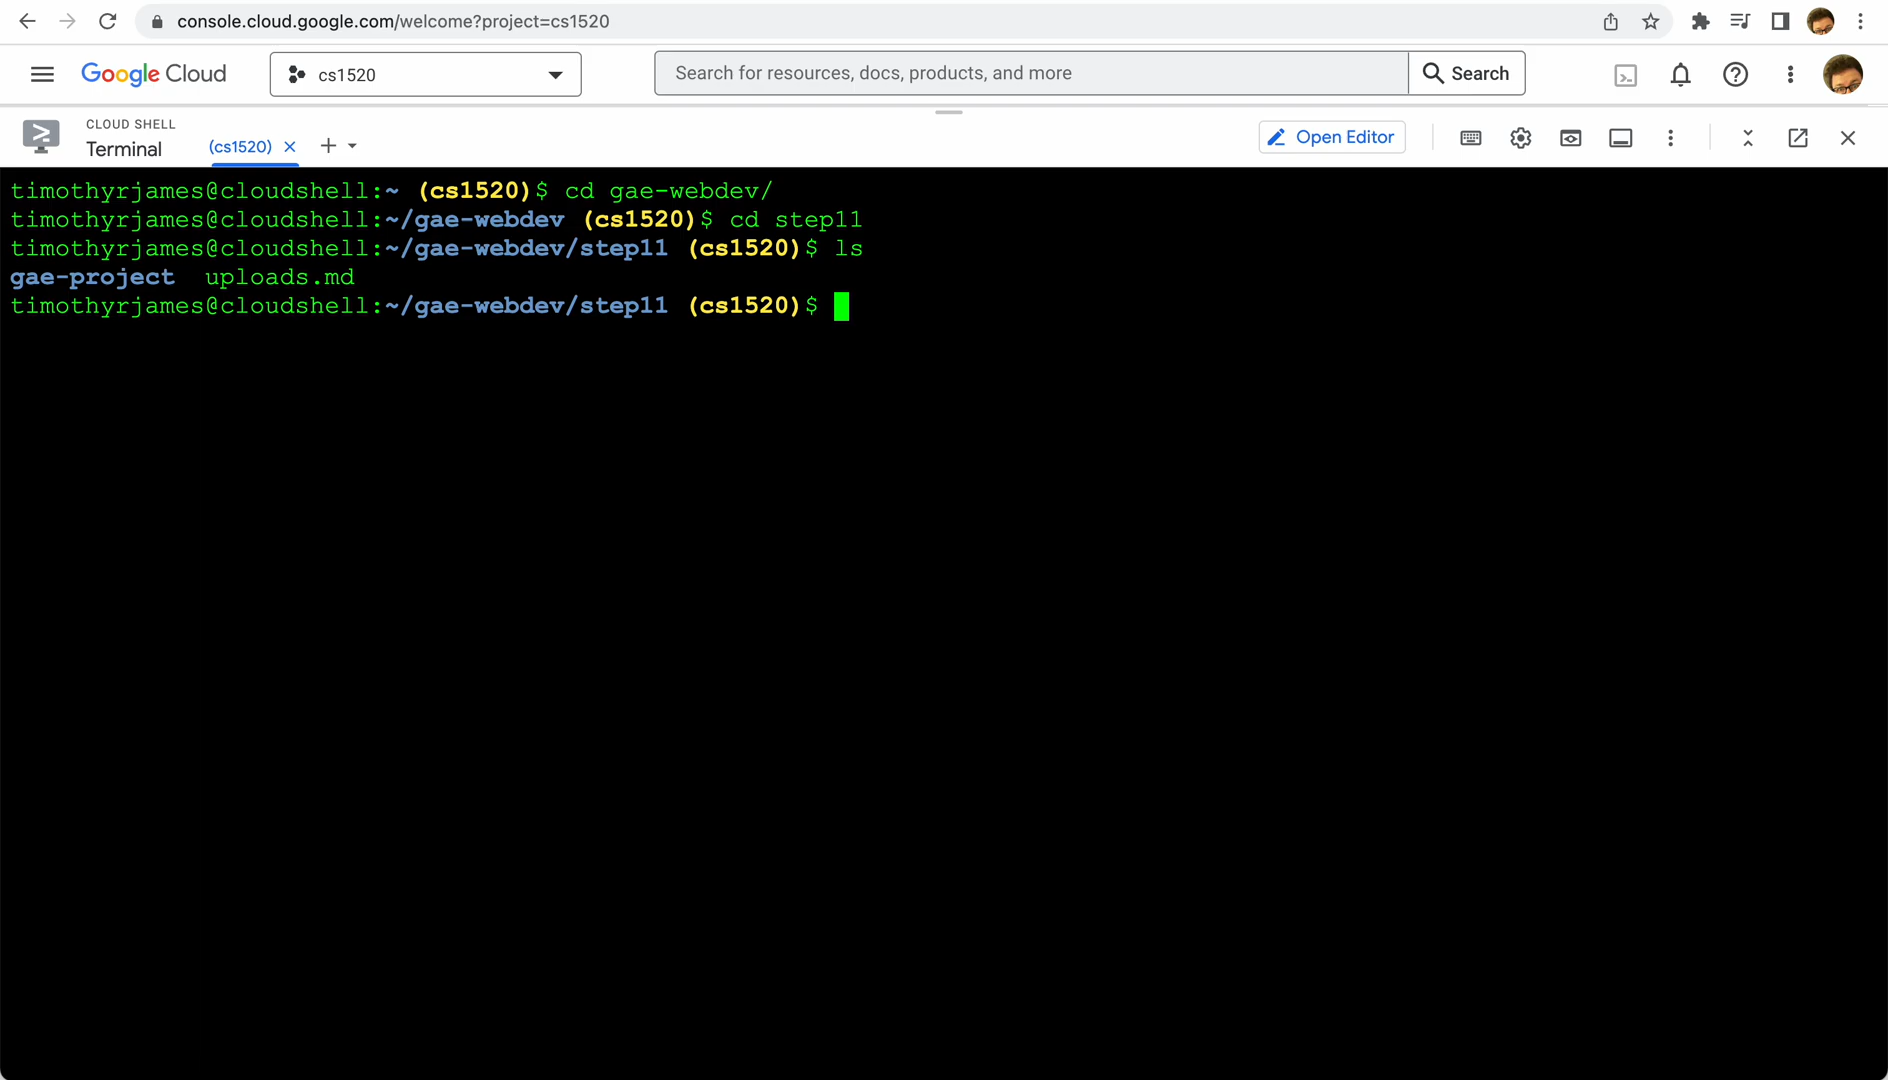 console.cloud.google.com/welcome?project=cs1520
Google Cloud
cs1520
Search for resources, docs, products, and more
Search
CLOUD SHELL
Terminal
(cs1520)
Open Editor
timothyrjames@cloudshell:~ (cs1520)$ cd gae-webdev/
timothyrjames@cloudshell:~/gae-webdev (cs1520)$ cd step11
timothyrjames@cloudshell:~/gae-webdev/step11 (cs1520)$ ls
gae-project  uploads.md
timothyrjames@cloudshell:~/gae-webdev/step11 (cs1520)$